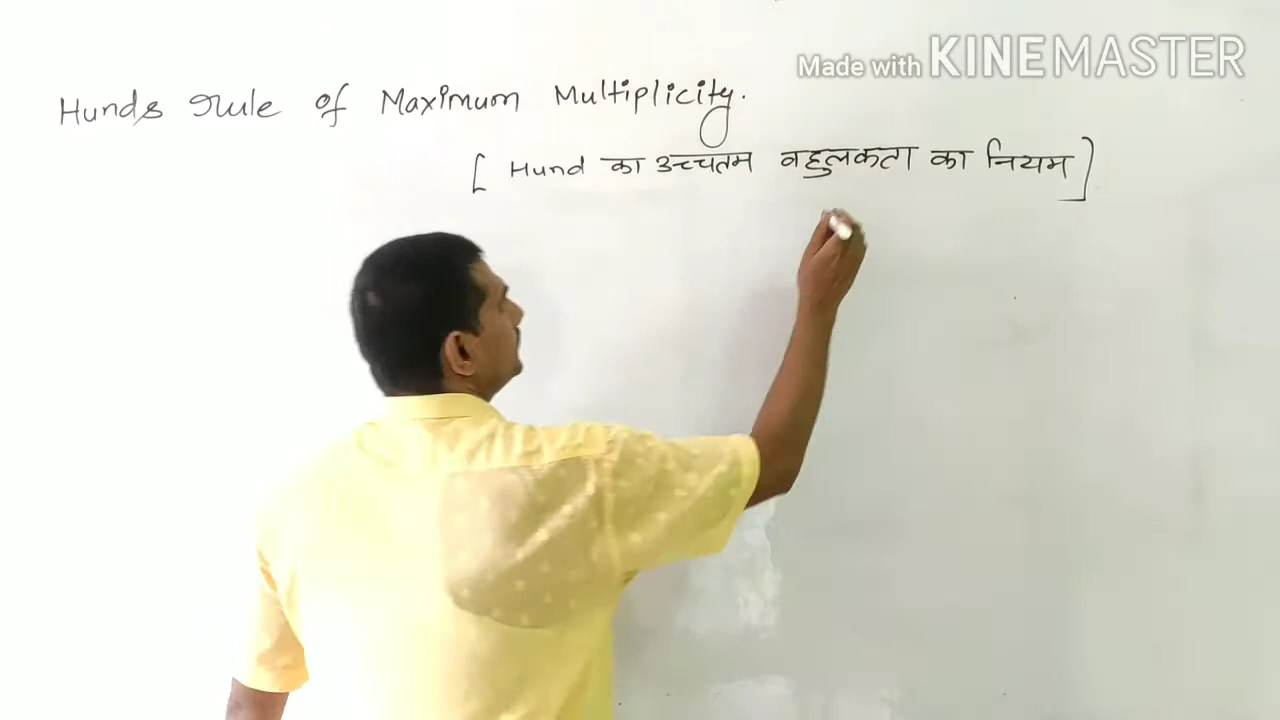 Made with KINEMASTER
Hunds rule of Maximum Multiplicity.
[ Hund का उच्चतम बहुलकता का नियम ]